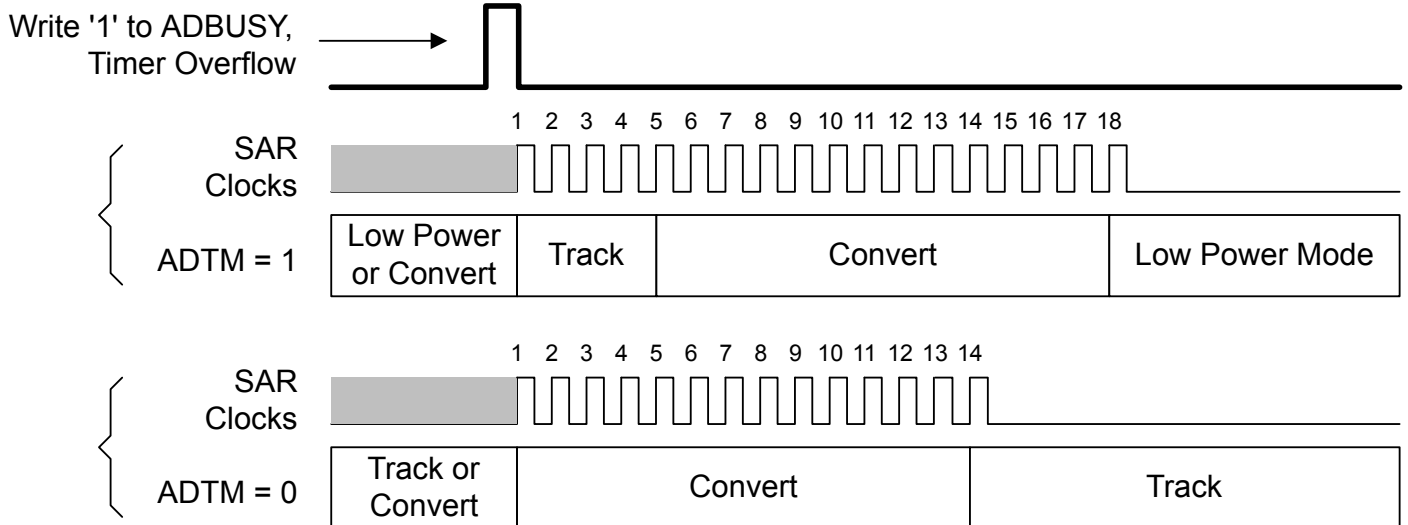 Write '1' to ADBUSY,
Timer Overflow
1 2 3 4 5 6 7 8 9 10 11 12 13 14 15 16 17 18
SAR
Clocks
ADTM = 1
Low Power
or Convert
Track
Convert
Low Power Mode
1 2 3 4 5 6 7 8 9 10 11 12 13 14
SAR
Clocks
ADTM = 0
Track or
Convert
Convert
Track